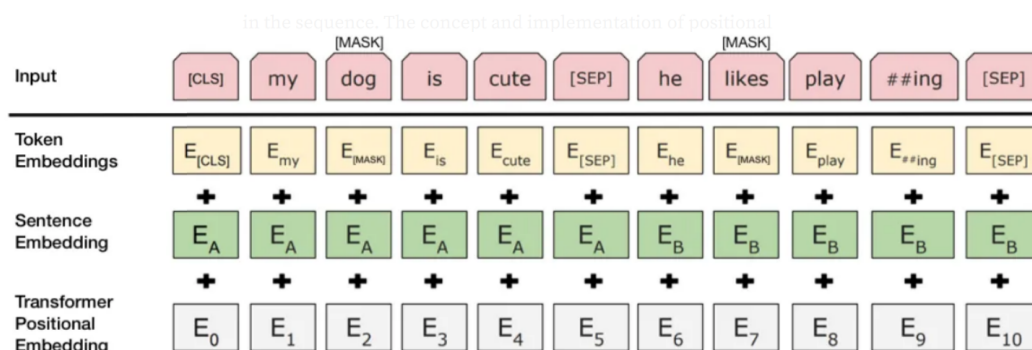 in the sequence. The concept and implementation of positional
[MASK] [MASK]
Input [CLS] my dog is cute [SEP] he likes play ##ing [SEP]
Token
Embeddings E[CLS] Emy E[MASK] Eis Ecute E[SEP] Ehe E[MASK] Eplay E##ing E[SEP]
+ + + + + + + + + + +
Sentence
Embedding EA EA EA EA EA EA EB EB EB EB EB
+ + + + + + + + + + +
Transformer
Positional
Embedding E0 E1 E2 E3 E4 E5 E6 E7 E8 E9 E10